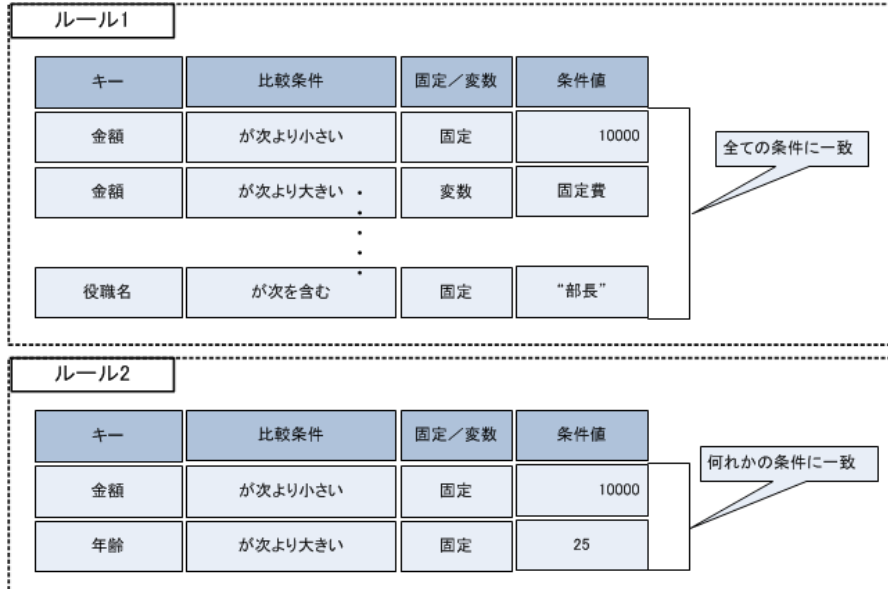 ルール1
キー 比較条件 固定／変数 条件値
金額 が次より小さい 固定 10000
全ての条件に一致
金額 が次より大きい 変数 固定費
役職名 が次を含む 固定 “部長”
ルール2
キー 比較条件 固定／変数 条件値
何れかの条件に一致
金額 が次より小さい 固定 10000
年齢 が次より大きい 固定 25